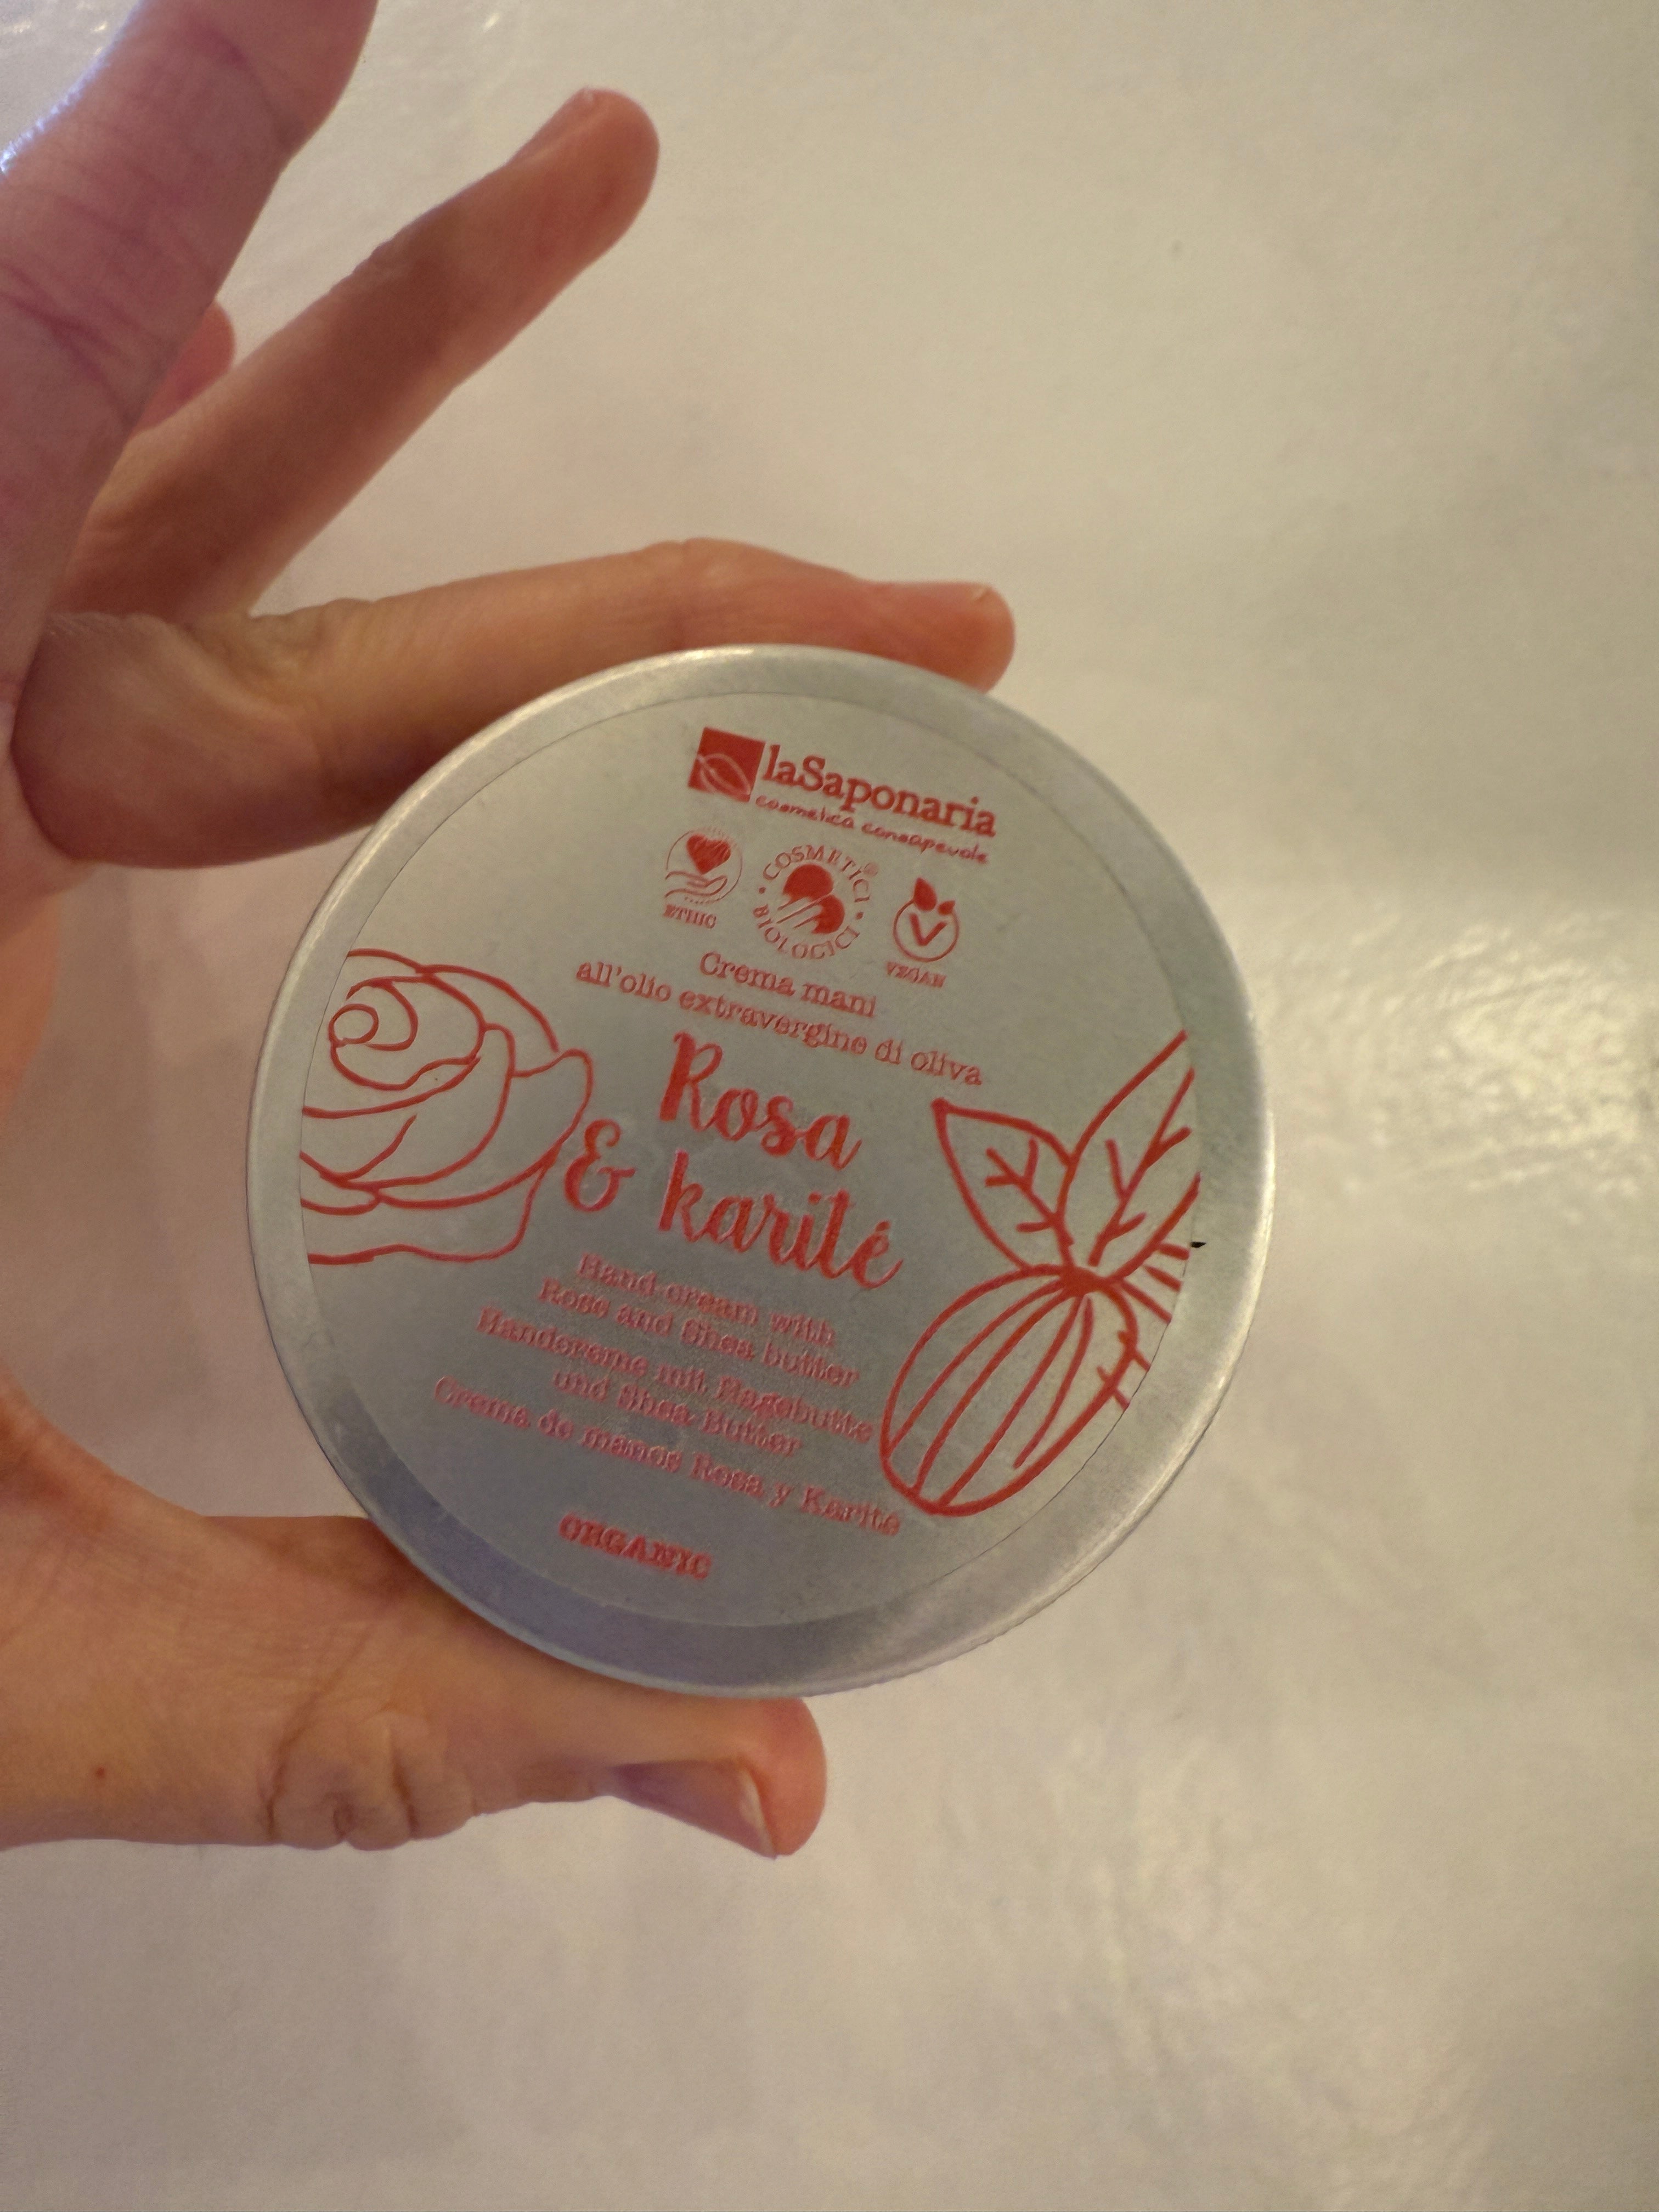 laSaponaria
cosmetica consapevole
ETHIC
COSMETICI BIOLOGICI ®
VEGAN
Crema mani
all'olio extravergine di oliva
Rosa
& karité
Hand cream with
Rose and Shea butter
Handcreme mit Hagebutte
und Shea Butter
Crema de manos Rosa y Karité
ORGANIC